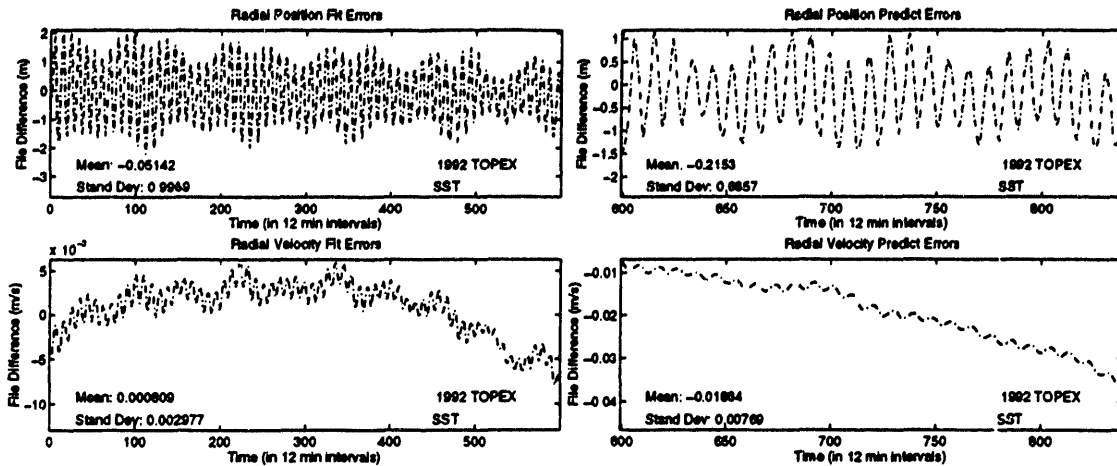 Radial Position Fit Errors
2
1
0
−1
−2
−3
File Difference (m)
Mean: −0.05142
1992 TOPEX
Stand Dev: 0.9969
SST
0 100 200 300 400 500
Time (in 12 min intervals)
Radial Position Predict Errors
1
0.5
0
−0.5
−1
−1.5
−2
File Difference (m)
Mean: −0.2153
1992 TOPEX
Stand Dev: 0.6657
SST
600 650 700 750 800
Time (in 12 min intervals)
x 10⁻³
Radial Velocity Fit Errors
5
0
−5
−10
File Difference (m/s)
Mean: 0.000609
1992 TOPEX
Stand Dev: 0.002977
SST
0 100 200 300 400 500
Time (in 12 min intervals)
Radial Velocity Predict Errors
−0.01
−0.02
−0.03
−0 04
File Difference (m/s)
Mean: −0.01864
1992 TOPEX
Stand Dev: 0.00769
SST
600 650 700 750 800
Time (in 12 min intervals)